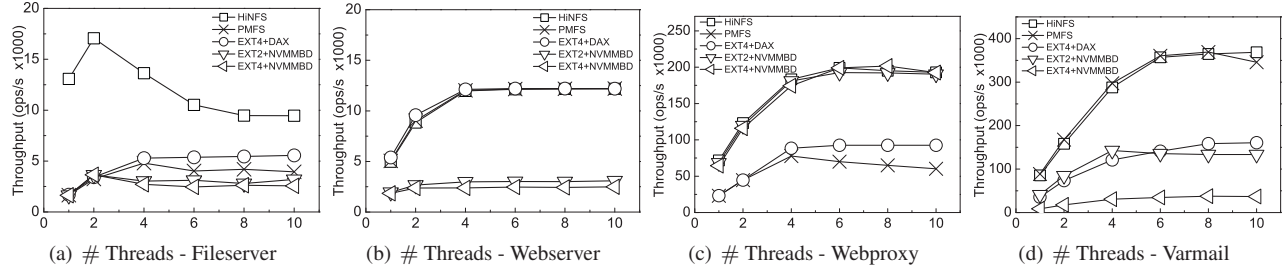 HiNFS
PMFS
EXT4+DAX
EXT2+NVMMBD
EXT4+NVMMBD
Throughput (ops/s x1000)
20
15
10
5
0
0 2 4 6 8 10
(a) # Threads - Fileserver
HiNFS
PMFS
EXT4+DAX
EXT2+NVMMBD
EXT4+NVMMBD
Throughput (ops/s x1000)
20
15
10
5
0
0 2 4 6 8 10
(b) # Threads - Webserver
HiNFS
PMFS
EXT4+DAX
EXT2+NVMMBD
EXT4+NVMMBD
Throughput (ops/s x1000)
250
200
150
100
50
0
0 2 4 6 8 10
(c) # Threads - Webproxy
HiNFS
PMFS
EXT4+DAX
EXT2+NVMMBD
EXT4+NVMMBD
Throughput (ops/s x1000)
400
300
200
100
0
0 2 4 6 8 10
(d) # Threads - Varmail